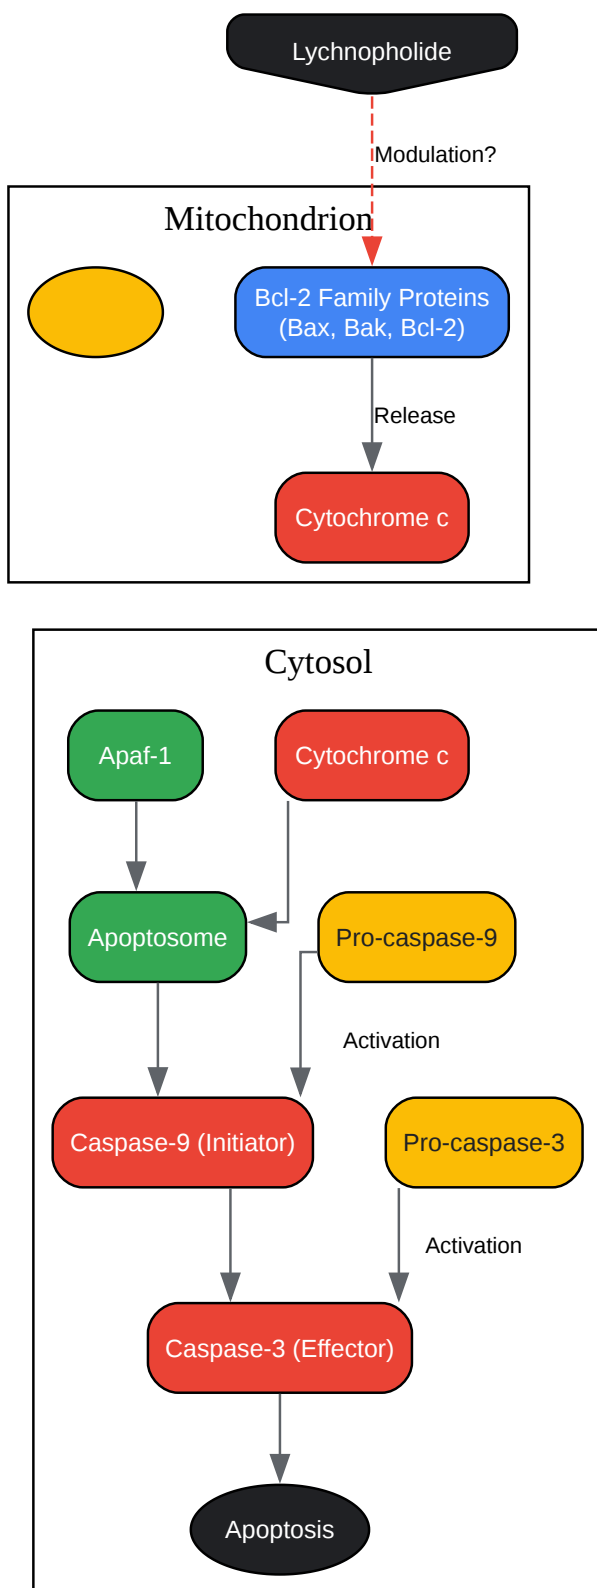 Lychnopholide
Modulation?
Mitochondrion
Bcl-2 Family Proteins
(Bax, Bak, Bcl-2)
Release
Cytochrome c
Cytosol
Apaf-1
Cytochrome c
Apoptosome
Pro-caspase-9
Activation
Caspase-9 (Initiator)
Pro-caspase-3
Activation
Caspase-3 (Effector)
Apoptosis